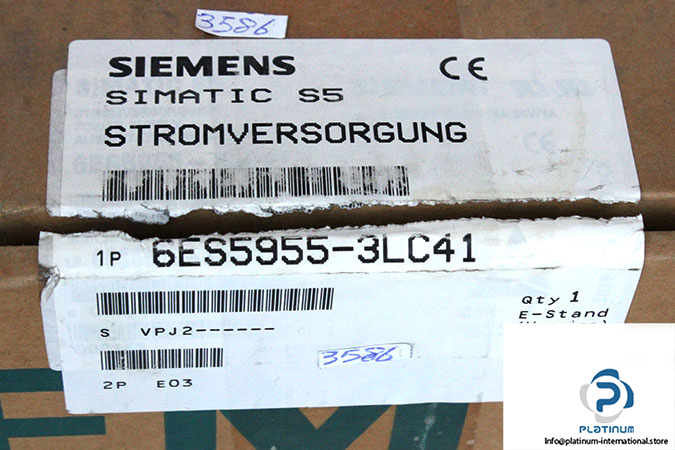 3586
SIEMENS CE
SIMATIC S5
STROMVERSORGUNG
1P 6ES5955-3LC41
Qty 1
E-Stand
S VPJ2------
3586
2P E03
PLATINUM
info@platinum-international.store